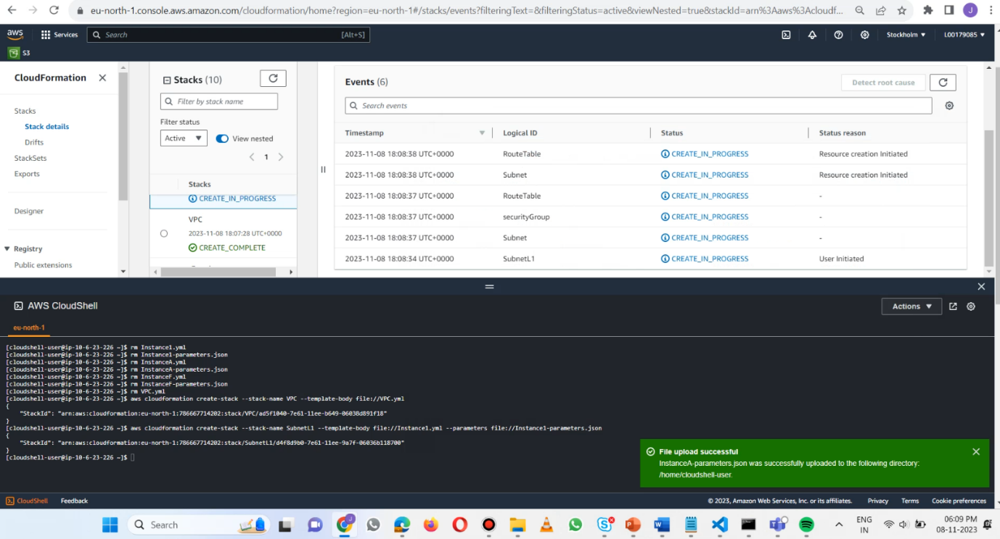 eu-north-1.console.aws.amazon.com/cloudformation/home?region=eu-north-1#/stacks/events?filteringText=&filteringStatus=active&viewNested=true&stackId=arn%3Aaws%3Acloudf...
J
aws
Services
Search
[Alt+S]
Stockholm
L00179085
S3
CloudFormation
Stacks
Stack details
Drifts
StackSets
Exports
Designer
Registry
Public extensions
Stacks (10)
Filter by stack name
Filter status
Active
View nested
1
Stacks
CREATE_IN_PROGRESS
VPC
2023-11-08 18:07:28 UTC+0000
CREATE_COMPLETE
Events (6)
Detect root cause
Search events
Timestamp Logical ID Status Status reason
2023-11-08 18:08:38 UTC+0000 RouteTable CREATE_IN_PROGRESS Resource creation Initiated
2023-11-08 18:08:38 UTC+0000 Subnet CREATE_IN_PROGRESS Resource creation Initiated
2023-11-08 18:08:37 UTC+0000 RouteTable CREATE_IN_PROGRESS -
2023-11-08 18:08:37 UTC+0000 securityGroup CREATE_IN_PROGRESS -
2023-11-08 18:08:37 UTC+0000 Subnet CREATE_IN_PROGRESS -
2023-11-08 18:08:34 UTC+0000 SubnetL1 CREATE_IN_PROGRESS User Initiated
AWS CloudShell
Actions
eu-north-1
[cloudshell-user@ip-10-6-23-226 ~]$ rm Instance1.yml
[cloudshell-user@ip-10-6-23-226 ~]$ rm Instance1-parameters.json
[cloudshell-user@ip-10-6-23-226 ~]$ rm InstanceA.yml
[cloudshell-user@ip-10-6-23-226 ~]$ rm InstanceA-parameters.json
[cloudshell-user@ip-10-6-23-226 ~]$ rm InstanceF.yml
[cloudshell-user@ip-10-6-23-226 ~]$ rm InstanceF-parameters.json
[cloudshell-user@ip-10-6-23-226 ~]$ rm VPC.yml
[cloudshell-user@ip-10-6-23-226 ~]$ aws cloudformation create-stack --stack-name VPC --template-body file://VPC.yml
{
"StackId": "arn:aws:cloudformation:eu-north-1:786667714202:stack/VPC/ad5f1040-7e61-11ee-b649-06038d891f18"
}
[cloudshell-user@ip-10-6-23-226 ~]$ aws cloudformation create-stack --stack-name SubnetL1 --template-body file://Instance1.yml --parameters file://Instance1-parameters.json
{
"StackId": "arn:aws:cloudformation:eu-north-1:786667714202:stack/SubnetL1/d4f8d9b0-7e61-11ee-9a7f-06036b118700"
}
[cloudshell-user@ip-10-6-23-226 ~]$
File upload successful
InstanceA-parameters.json was successfully uploaded to the following directory:
/home/cloudshell-user.
CloudShell
Feedback
© 2023, Amazon Web Services, Inc. or its affiliates.
Privacy
Terms
Cookie preferences
Search
ENG
IN
06:09 PM
08-11-2023